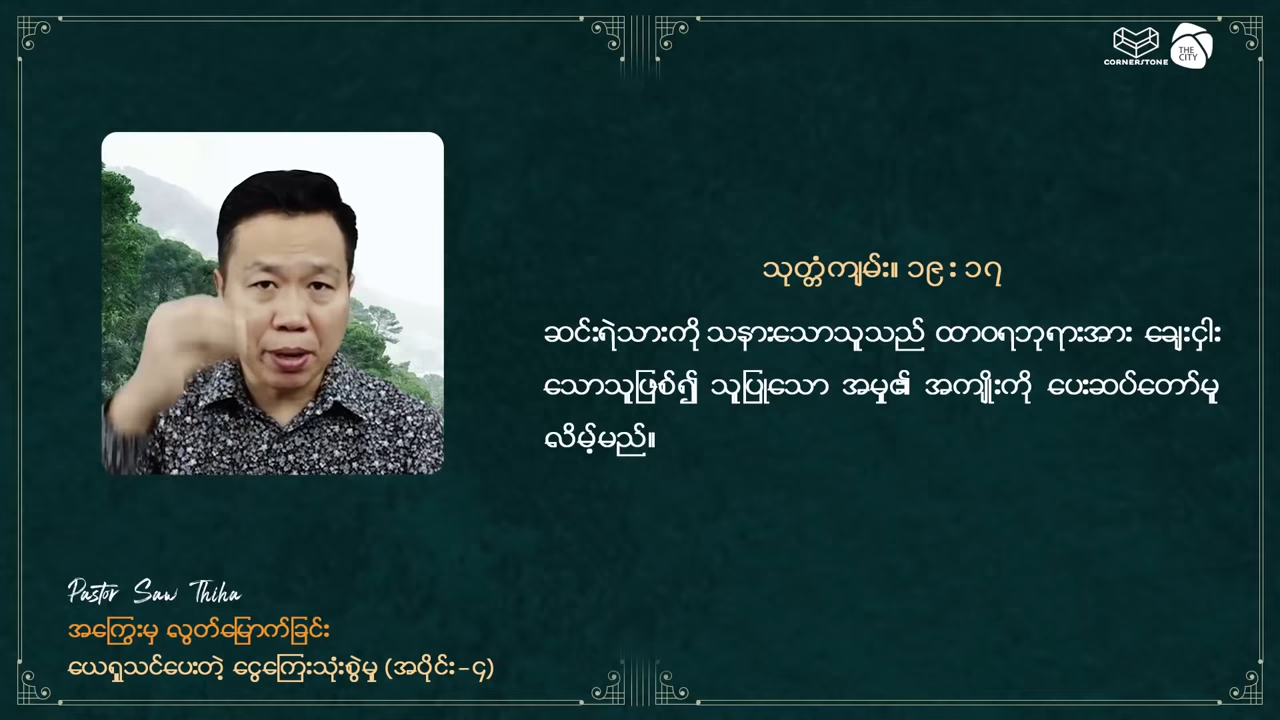 CORNERSTONE
THE
CITY
သုတ္တံကျမ်း။ ၁၉ : ၁၇
ဆင်းရဲသားကို သနားသောသူသည် ထာဝရဘုရားအား ချေးငှါး
သောသူဖြစ်၍ သူပြုသော အမှု၏ အကျိုးကို ပေးဆပ်တော်မူ
လိမ့်မည်။
Pastor Saw Thiha
အကြွေးမှ လွတ်မြောက်ခြင်း
ယေရှုသင်ပေးတဲ့ ငွေကြေးသုံးစွဲမှု (အပိုင်း-၄)